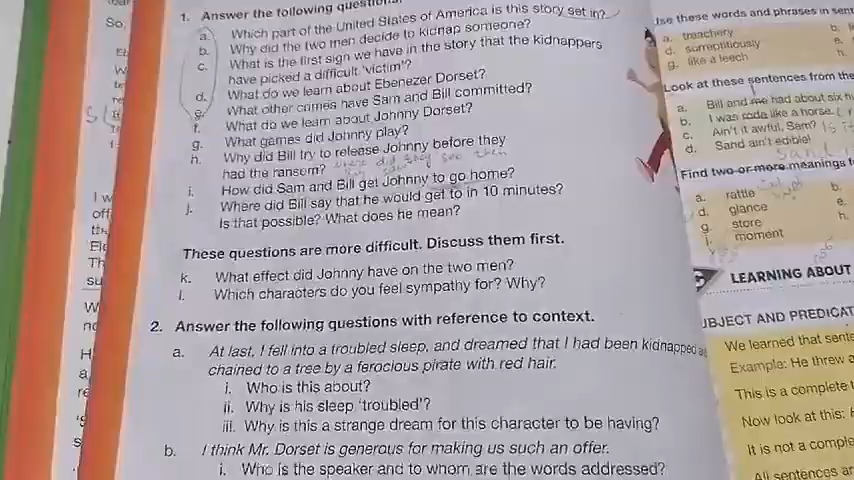 So,
1. Answer the following
a. Which part of the United States of America is this story set in?
b. Why did the two men decide to kidnap someone?
c. What is the first sign we have in the story that the kidnappers
have picked a difficult 'victim'?
d. What do we learn about Ebenezer Dorset?
e. What other crimes have Sam and Bill committed?
f. What do we learn about Johnny Dorset?
g. What games did Johnny play?
h. Why did Bill try to release Johnny before they
had the ransom?
i. How did Sam and Bill get Johnny to go home?
j. Where did Bill say that he would get to in 10 minutes?
Is that possible? What does he mean?
These questions are more difficult. Discuss them first.
k. What effect did Johnny have on the two men?
l. Which characters do you feel sympathy for? Why?
2. Answer the following questions with reference to context.
a. At last, I fell into a troubled sleep, and dreamed that I had been kidnapped
chained to a tree by a ferocious pirate with red hair.
i. Who is this about?
ii. Why is his sleep 'troubled'?
iii. Why is this a strange dream for this character to be having?
b. I think Mr. Dorset is generous for making us such an offer.
i. Who is the speaker and to whom are the words addressed?
Use these words and phrases in sent
a. treachery
b.
d. surreptitiously
e.
g. like a leech
h.
Look at these sentences from the
a. Bill and me had about six h
b. I was rode like a horse.
c. Ain't it awful, Sam?
d. Sand ain't edible!
Find two or more meanings
a. rattle
b.
d. glance
e.
g. store
h.
j. moment
C LEARNING ABOUT
UBJECT AND PREDICAT
We learned that sente
Example: He threw a
This is a complete
Now look at this:
It is not a comple
All sentences ar